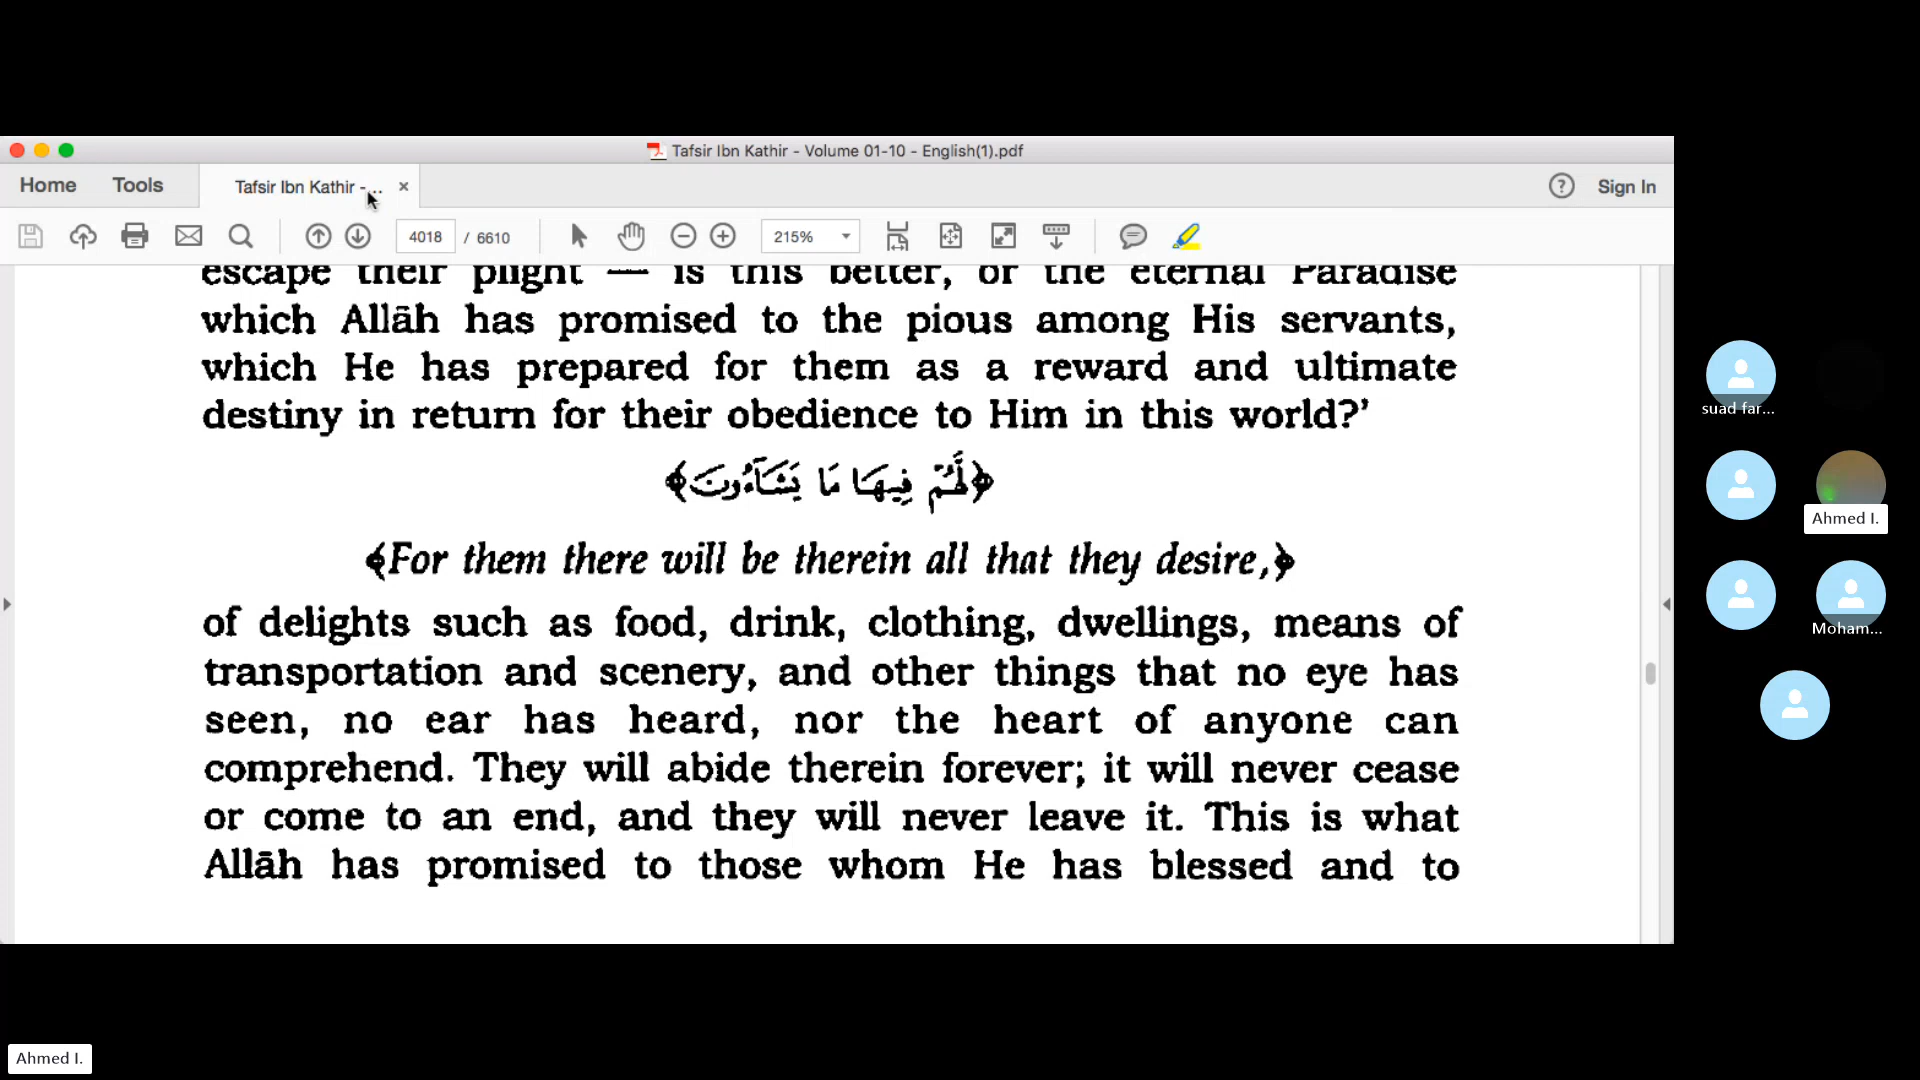 Tafsir Ibn Kathir - Volume 01-10 - English(1).pdf
Home
Tools
Tafsir Ibn Kathir -...
Sign In
4018 / 6610
215%
escape their plight — is this better, or the eternal Paradise
which Allāh has promised to the pious among His servants,
which He has prepared for them as a reward and ultimate
destiny in return for their obedience to Him in this world?’
﴿لَّهُمْ فِيهَا مَا يَشَآءُونَ﴾
﴾For them there will be therein all that they desire,﴿
of delights such as food, drink, clothing, dwellings, means of
transportation and scenery, and other things that no eye has
seen, no ear has heard, nor the heart of anyone can
comprehend. They will abide therein forever; it will never cease
or come to an end, and they will never leave it. This is what
Allāh has promised to those whom He has blessed and to
suad far...
Ahmed I.
Moham...
Ahmed I.